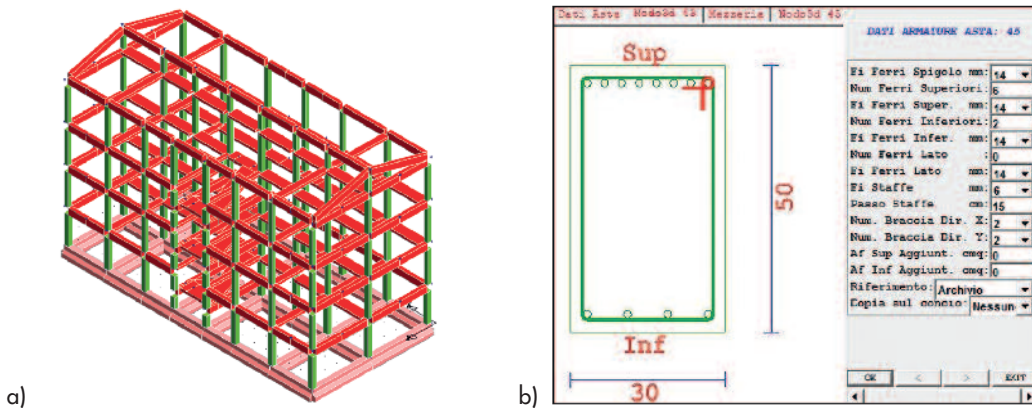 a)
b)
Dati Asta Nodo3d 43 Mezzeria Nodo3d 45
Sup
50
Inf
30
DATI ARMATURE ASTA: 45
Fi Ferri Spigolo mm: 14
Num Ferri Superiori: 6
Fi Ferri Super. mm: 14
Num Ferri Inferiori: 2
Fi Ferri Infer. mm: 14
Num Ferri Lato : 0
Fi Ferri Lato mm: 14
Fi Staffe mm: 6
Passo Staffe cm: 15
Num. Braccia Dir. X: 2
Num. Braccia Dir. Y: 2
Af Sup Aggiunt. cmq: 0
Af Inf Aggiunt. cmq: 0
Riferimento: Archivio
Copia sul concio: Nessun
OK < > EXIT